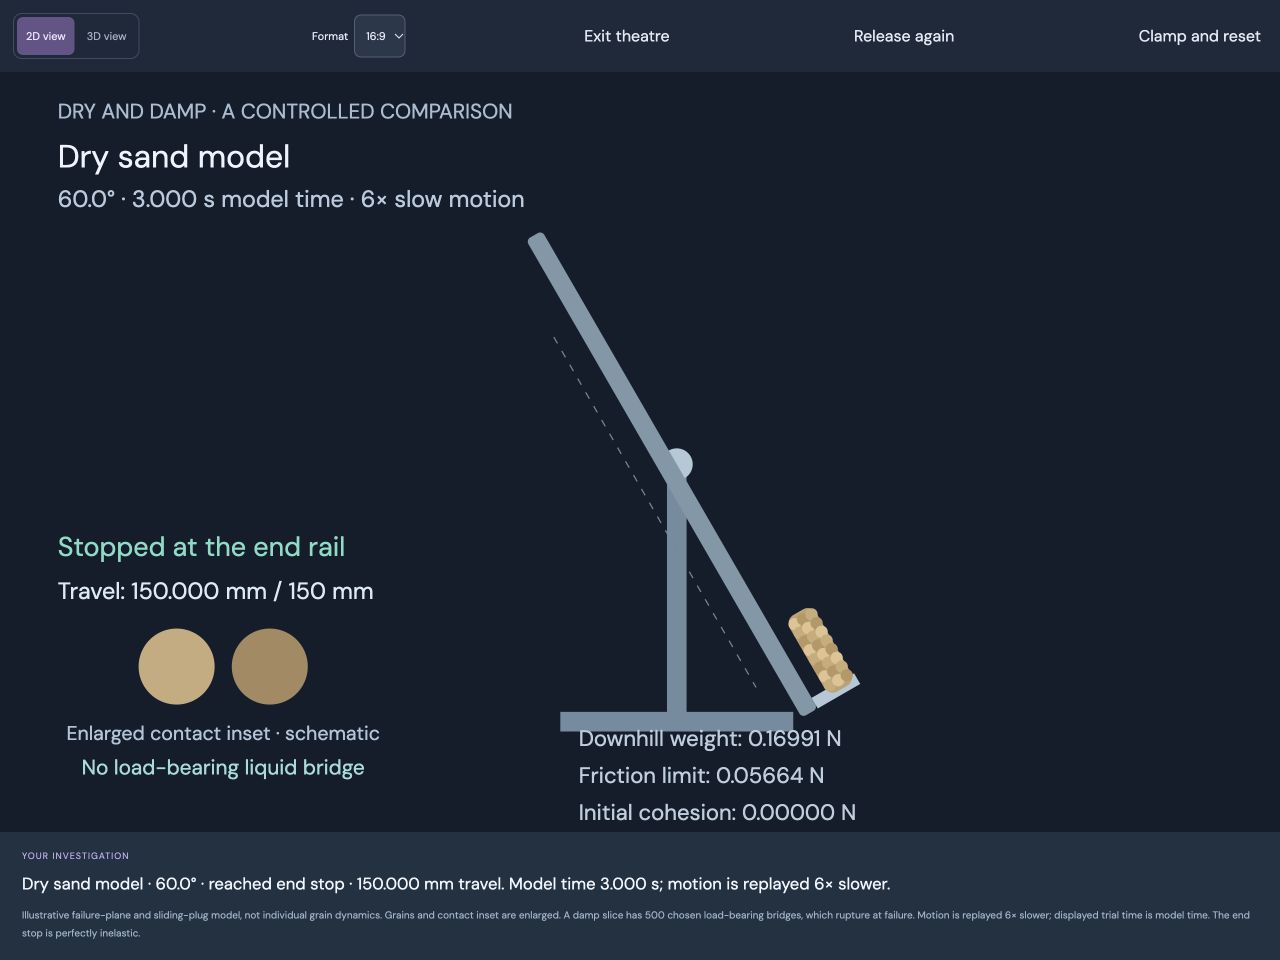 2D view
3D view
Format
16:9
Exit theatre
Release again
Clamp and reset
DRY AND DAMP · A CONTROLLED COMPARISON
Dry sand model
60.0° · 3.000 s model time · 6× slow motion
Stopped at the end rail
Travel: 150.000 mm / 150 mm
Enlarged contact inset · schematic
No load-bearing liquid bridge
Downhill weight: 0.16991 N
Friction limit: 0.05664 N
Initial cohesion: 0.00000 N
YOUR INVESTIGATION
Dry sand model · 60.0° · reached end stop · 150.000 mm travel. Model time 3.000 s; motion is replayed 6× slower.
Illustrative failure-plane and sliding-plug model, not individual grain dynamics. Grains and contact inset are enlarged. A damp slice has 500 chosen load-bearing bridges, which rupture at failure. Motion is replayed 6× slower; displayed trial time is model time. The end
stop is perfectly inelastic.